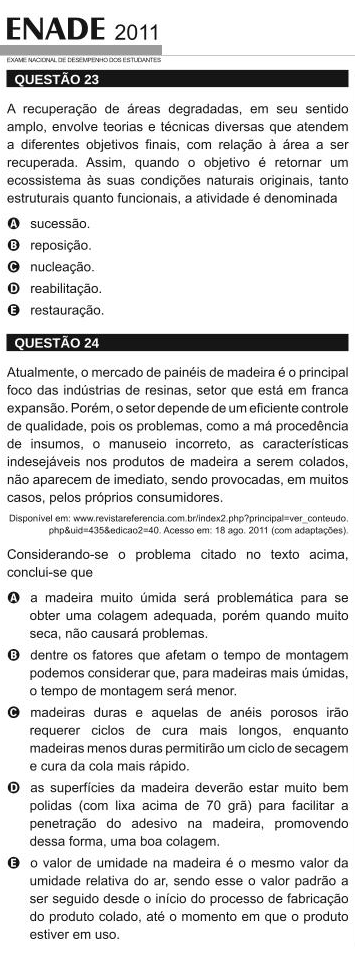 ENADE 2011
EXAME NACIONAL DE DESEMPENHO DOS ESTUDANTES
QUESTÃO 23
A recuperação de áreas degradadas, em seu sentido
amplo, envolve teorias e técnicas diversas que atendem
a diferentes objetivos finais, com relação à área a ser
recuperada. Assim, quando o objetivo é retornar um
ecossistema às suas condições naturais originais, tanto
estruturais quanto funcionais, a atividade é denominada
A sucessão.
B reposição.
C nucleação.
D reabilitação.
E restauração.
QUESTÃO 24
Atualmente, o mercado de painéis de madeira é o principal
foco das indústrias de resinas, setor que está em franca
expansão. Porém, o setor depende de um eficiente controle
de qualidade, pois os problemas, como a má procedência
de insumos, o manuseio incorreto, as características
indesejáveis nos produtos de madeira a serem colados,
não aparecem de imediato, sendo provocadas, em muitos
casos, pelos próprios consumidores.
Disponível em: www.revistareferencia.com.br/index2.php?principal=ver_conteudo.
php&uid=435&edicao2=40. Acesso em: 18 ago. 2011 (com adaptações).
Considerando-se o problema citado no texto acima,
conclui-se que
A a madeira muito úmida será problemática para se
obter uma colagem adequada, porém quando muito
seca, não causará problemas.
B dentre os fatores que afetam o tempo de montagem
podemos considerar que, para madeiras mais úmidas,
o tempo de montagem será menor.
C madeiras duras e aquelas de anéis porosos irão
requerer ciclos de cura mais longos, enquanto
madeiras menos duras permitirão um ciclo de secagem
e cura da cola mais rápido.
D as superfícies da madeira deverão estar muito bem
polidas (com lixa acima de 70 grã) para facilitar a
penetração do adesivo na madeira, promovendo
dessa forma, uma boa colagem.
E o valor de umidade na madeira é o mesmo valor da
umidade relativa do ar, sendo esse o valor padrão a
ser seguido desde o início do processo de fabricação
do produto colado, até o momento em que o produto
estiver em uso.